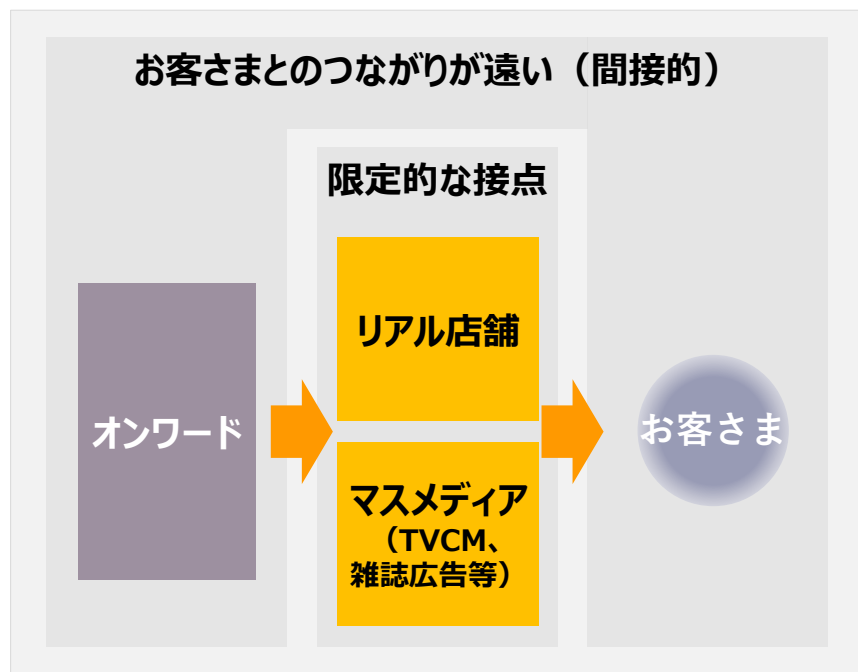 お客さまとのつながりが遠い（間接的）
限定的な接点
オンワード
リアル店舗
マスメディア
（TVCM、
雑誌広告等）
お客さま